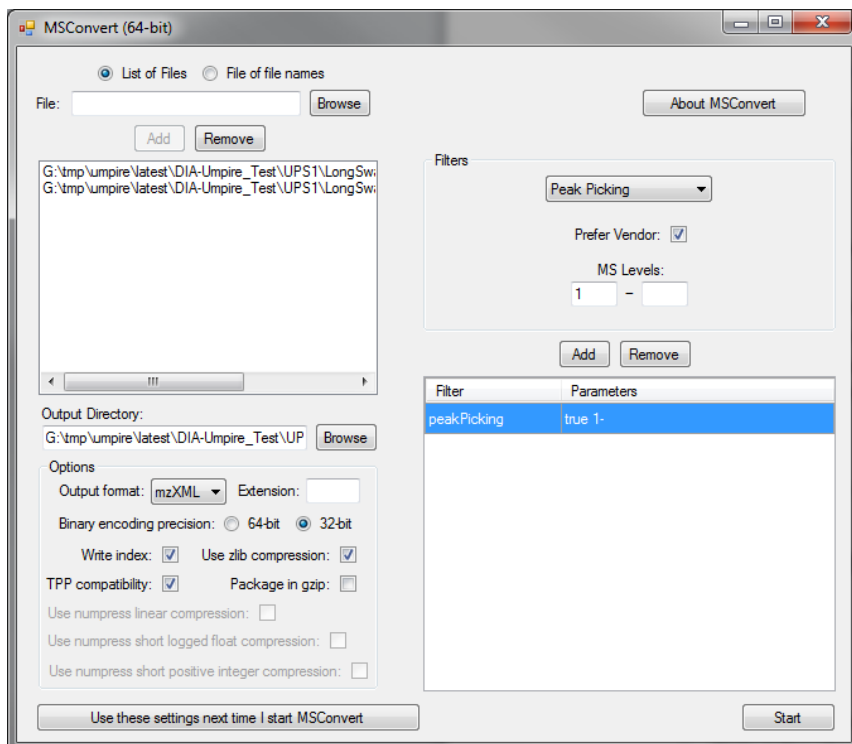 MSConvert (64-bit)
List of Files File of file names
File: Browse
About MSConvert
Add Remove
G:\tmp\umpire\latest\DIA-Umpire_Test\UPS1\LongSwa
G:\tmp\umpire\latest\DIA-Umpire_Test\UPS1\LongSwa
Filters
Peak Picking
Prefer Vendor:
MS Levels:
1 -
Add Remove
Filter Parameters
peakPicking true 1-
Output Directory:
G:\tmp\umpire\latest\DIA-Umpire_Test\UP Browse
Options
Output format: mzXML Extension:
Binary encoding precision: 64-bit 32-bit
Write index: Use zlib compression:
TPP compatibility: Package in gzip:
Use numpress linear compression:
Use numpress short logged float compression:
Use numpress short positive integer compression:
Use these settings next time I start MSConvert
Start